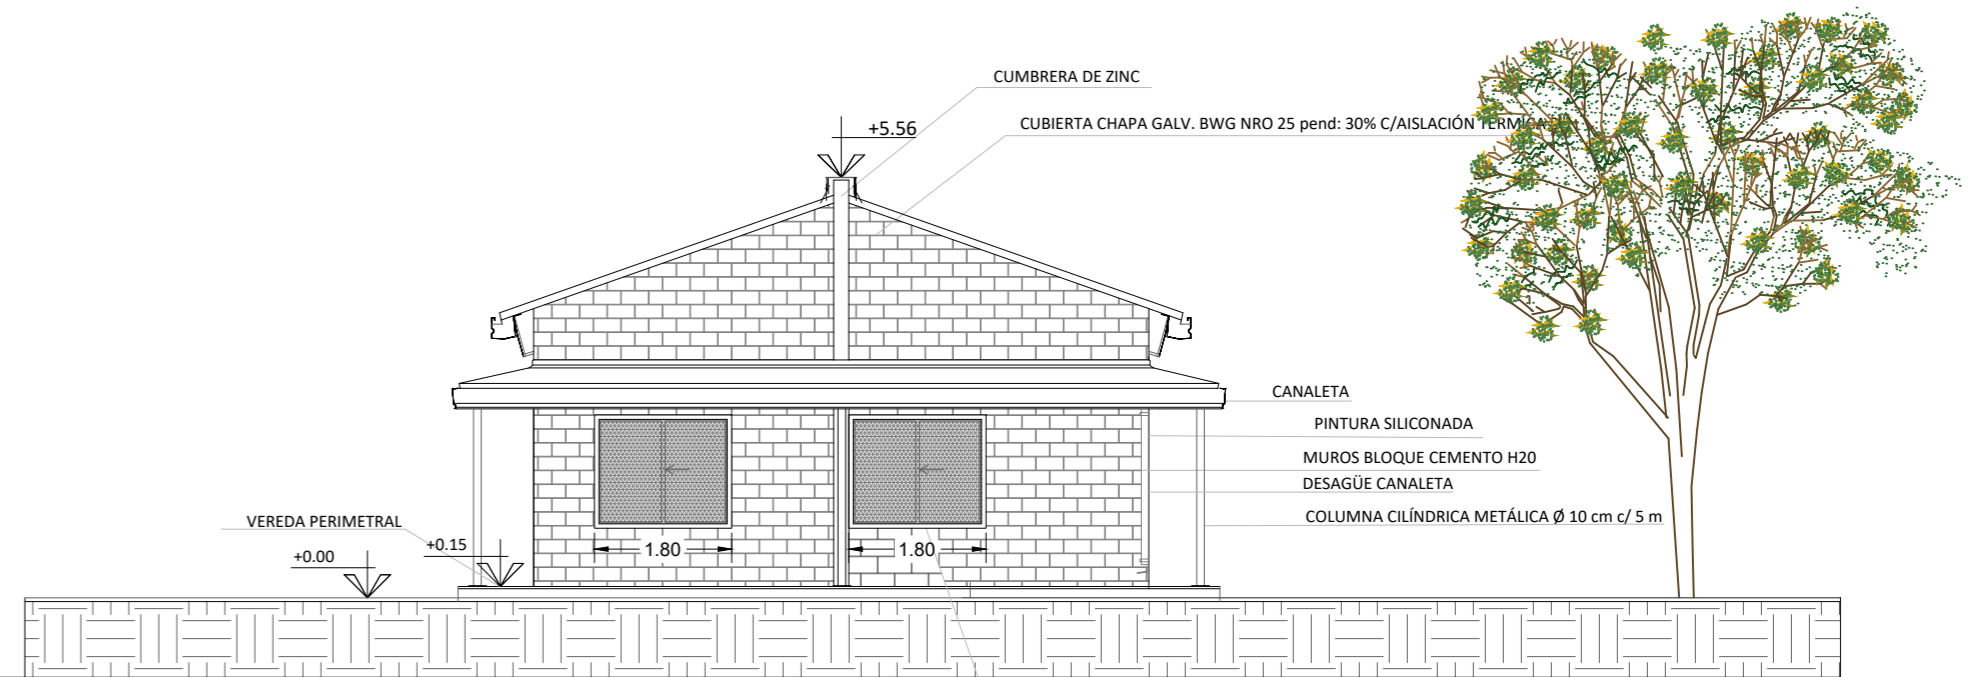 CUMBRERA DE ZINC
+5.56
CUBIERTA CHAPA GALV. BWG NRO 25 pend: 30% C/AISLACIÓN TERMICA
CANALETA
PINTURA SILICONADA
MUROS BLOQUE CEMENTO H20
DESAGÜE CANALETA
COLUMNA CILÍNDRICA METÁLICA Ø 10 cm c/ 5 m
VEREDA PERIMETRAL
+0.15
+0.00
1.80
1.80